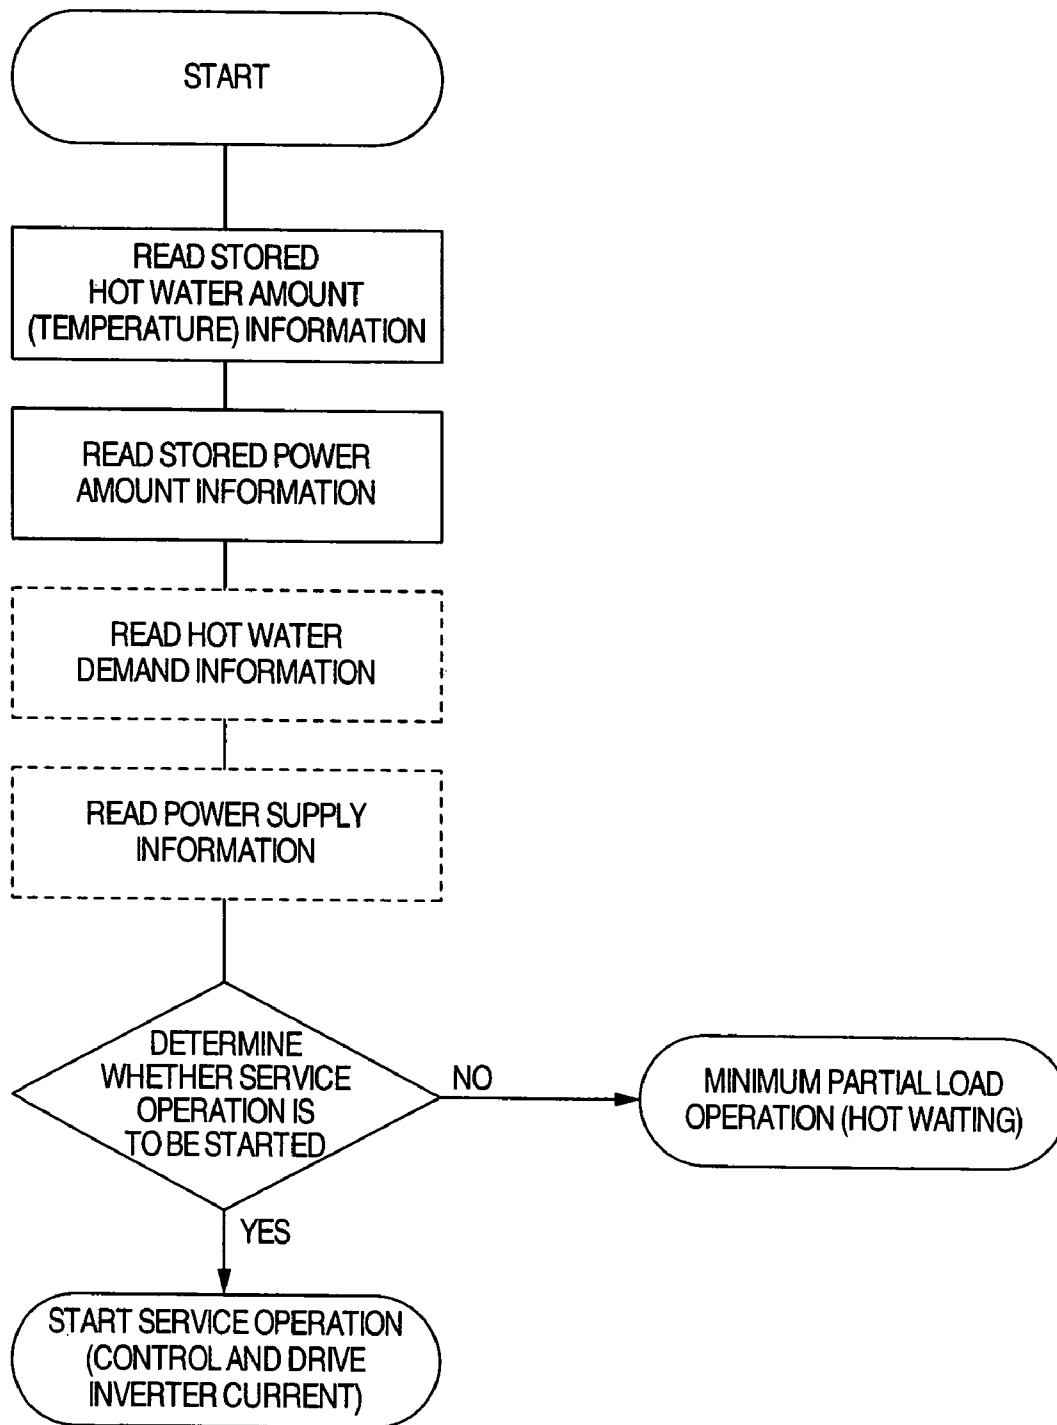 START
READ STORED
HOT WATER AMOUNT
(TEMPERATURE) INFORMATION
READ STORED POWER
AMOUNT INFORMATION
READ HOT WATER
DEMAND INFORMATION
READ POWER SUPPLY
INFORMATION
DETERMINE
WHETHER SERVICE
OPERATION IS
TO BE STARTED
NO
MINIMUM PARTIAL LOAD
OPERATION (HOT WAITING)
YES
START SERVICE OPERATION
(CONTROL AND DRIVE
INVERTER CURRENT)